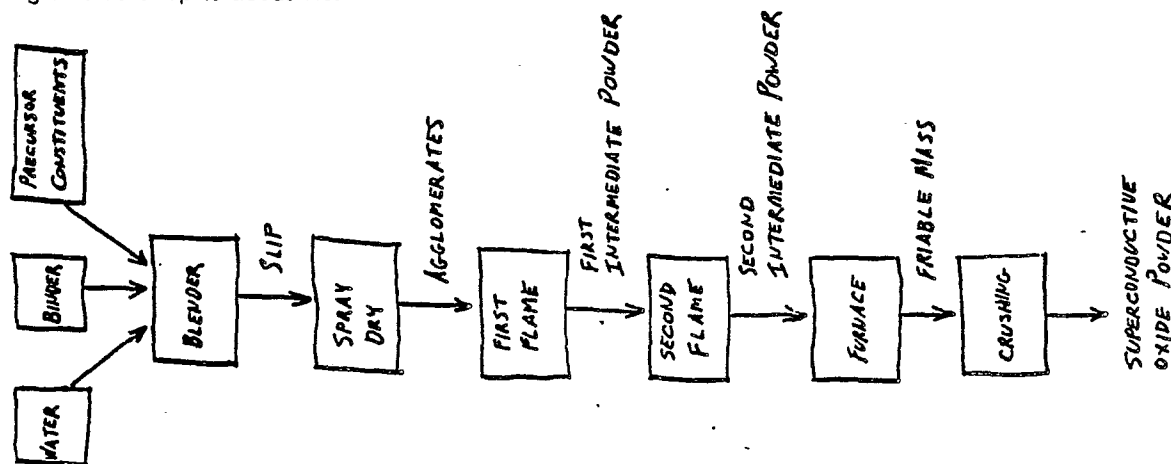 WATER
BINDER
PRECURSOR
CONSTITUENTS
BLENDER
SLIP
SPRAY
DRY
AGGLOMERATES
FIRST
FLAME
FIRST
INTERMEDIATE POWDER
SECOND
FLAME
SECOND
INTERMEDIATE POWDER
FURNACE
FRIABLE MASS
CRUSHING
SUPERCONDUCTIVE
OXIDE POWDER